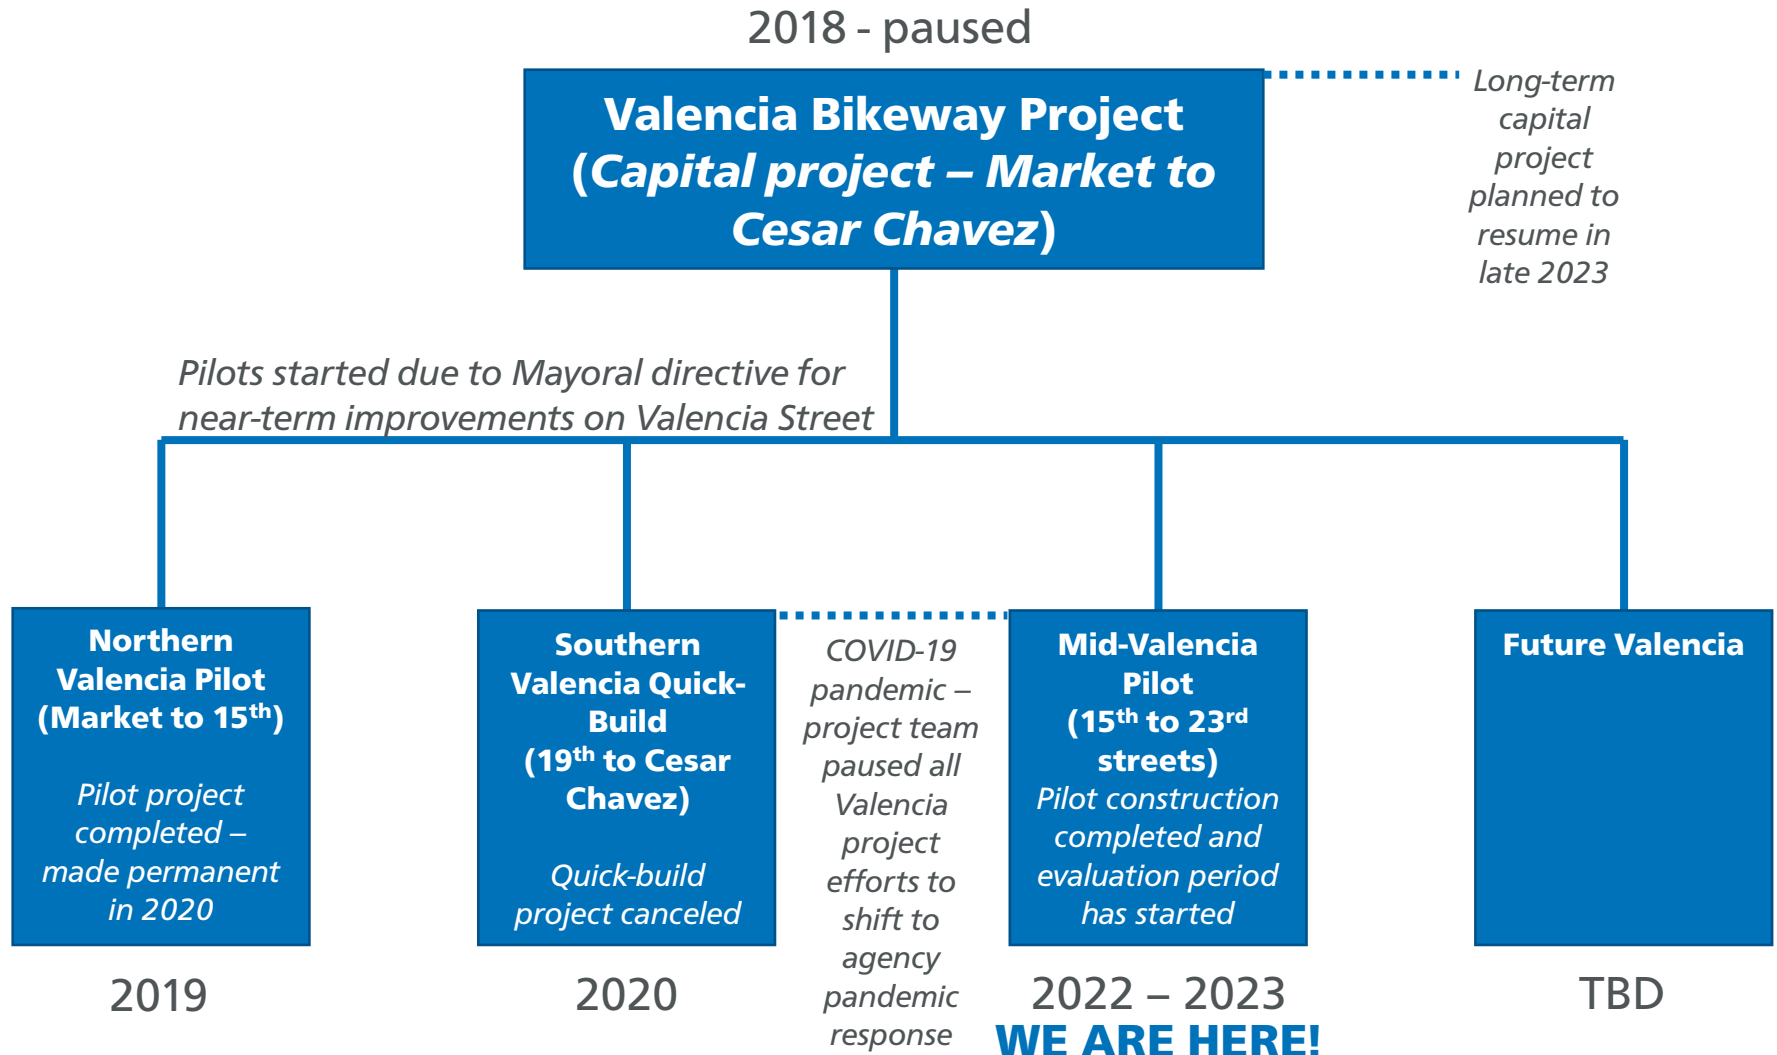 2018 - paused
Valencia Bikeway Project
(Capital project – Market to
Cesar Chavez)
Long-term
capital
project
planned to
resume in
late 2023
Pilots started due to Mayoral directive for
near-term improvements on Valencia Street
Northern
Valencia Pilot
(Market to 15th)
Pilot project
completed –
made permanent
in 2020
2019
Southern
Valencia Quick-
Build
(19th to Cesar
Chavez)
Quick-build
project canceled
2020
COVID-19
pandemic –
project team
paused all
Valencia
project
efforts to
shift to
agency
pandemic
response
Mid-Valencia
Pilot
(15th to 23rd
streets)
Pilot construction
completed and
evaluation period
has started
2022 – 2023
WE ARE HERE!
Future Valencia
TBD